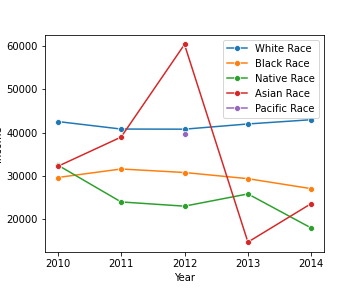 60000
50000
40000
30000
20000
2010 2011 2012 2013 2014
Year
White Race
Black Race
Native Race
Asian Race
Pacific Race